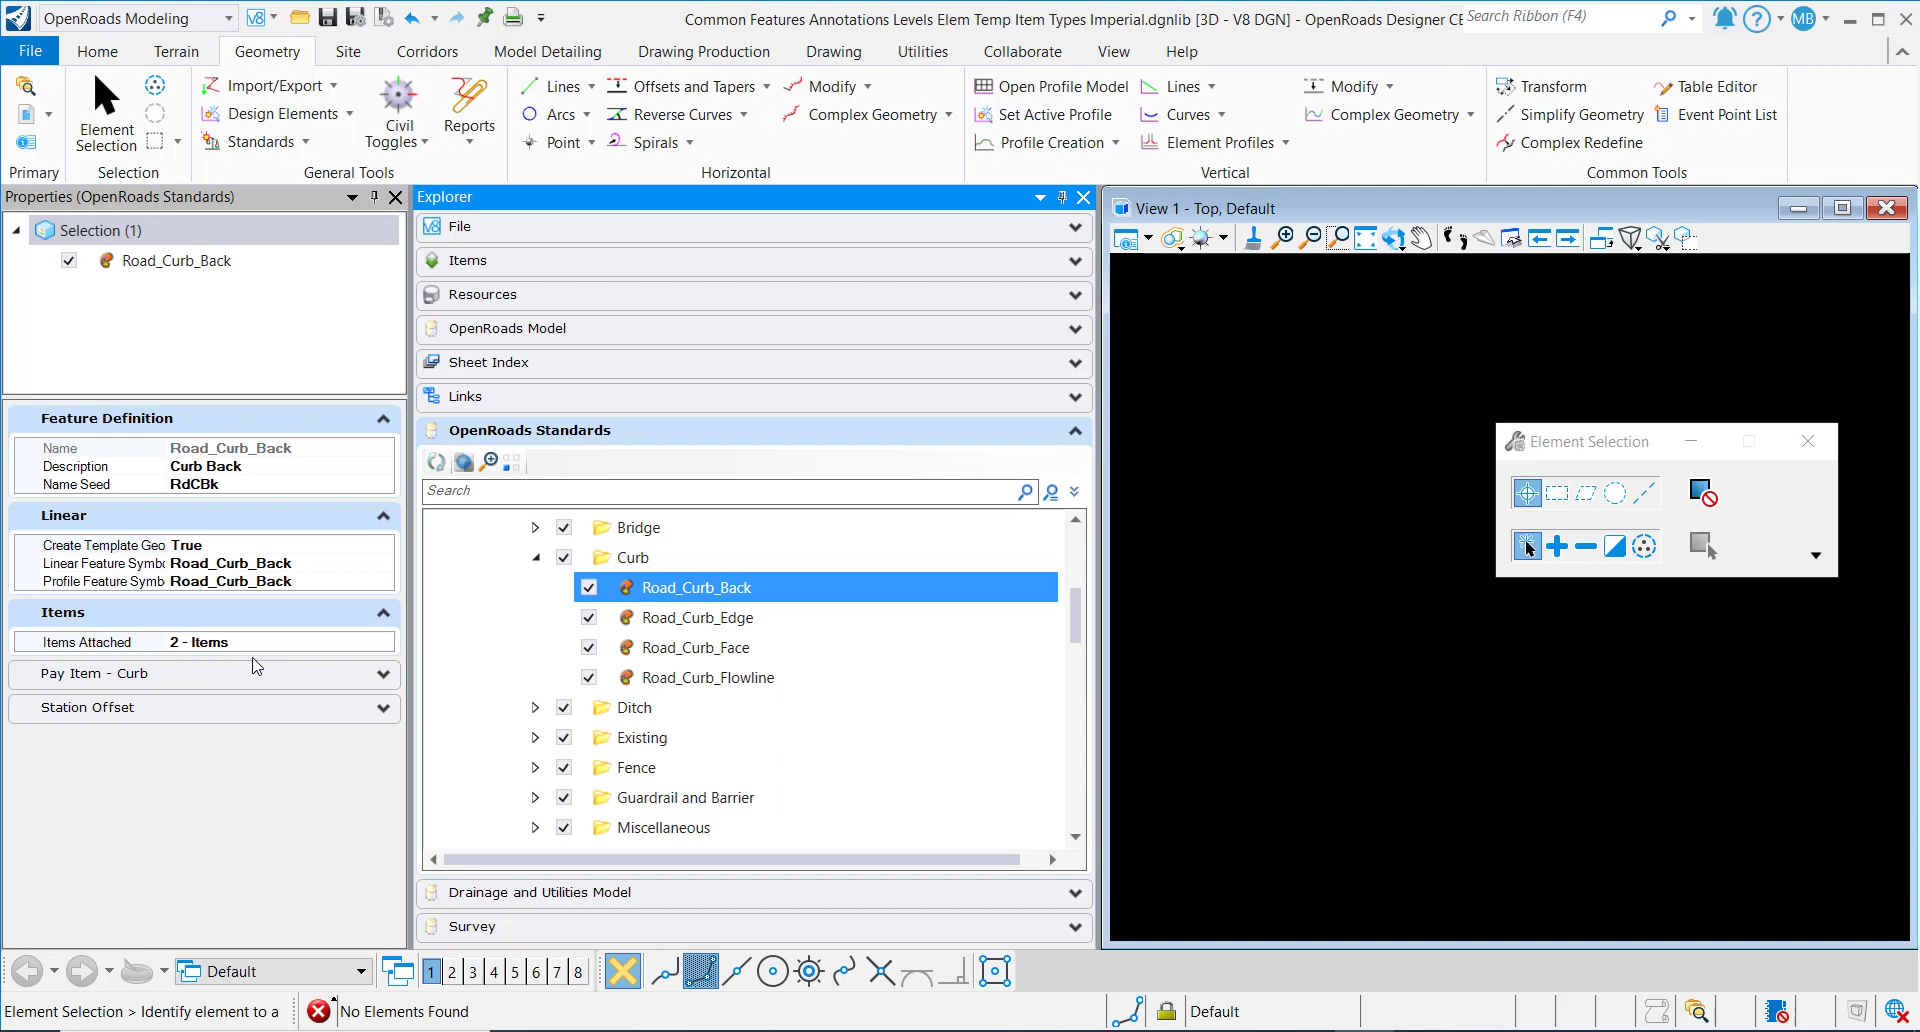 OpenRoads Modeling
Common Features Annotations Levels Elem Temp Item Types Imperial.dgnlib [3D - V8 DGN] - OpenRoads Designer CE
Search Ribbon (F4)
MB
File
Home
Terrain
Geometry
Site
Corridors
Model Detailing
Drawing Production
Drawing
Utilities
Collaborate
View
Help
Element Selection
Import/Export
Design Elements
Standards
Civil Toggles
Reports
Lines
Arcs
Point
Offsets and Tapers
Reverse Curves
Spirals
Modify
Complex Geometry
Open Profile Model
Set Active Profile
Profile Creation
Lines
Curves
Element Profiles
Modify
Complex Geometry
Transform
Simplify Geometry
Complex Redefine
Table Editor
Event Point List
Primary
Selection
General Tools
Horizontal
Vertical
Common Tools
Properties (OpenRoads Standards)
Selection (1)
Road_Curb_Back
Feature Definition
Name Road_Curb_Back
Description Curb Back
Name Seed RdCBk
Linear
Create Template Geo True
Linear Feature Symbo Road_Curb_Back
Profile Feature Symbo Road_Curb_Back
Items
Items Attached 2 - Items
Pay Item - Curb
Station Offset
Explorer
File
Items
Resources
OpenRoads Model
Sheet Index
Links
OpenRoads Standards
Search
Bridge
Curb
Road_Curb_Back
Road_Curb_Edge
Road_Curb_Face
Road_Curb_Flowline
Ditch
Existing
Fence
Guardrail and Barrier
Miscellaneous
Drainage and Utilities Model
Survey
View 1 - Top, Default
Element Selection
Default
1 2 3 4 5 6 7 8
Element Selection > Identify element to a
No Elements Found
Default